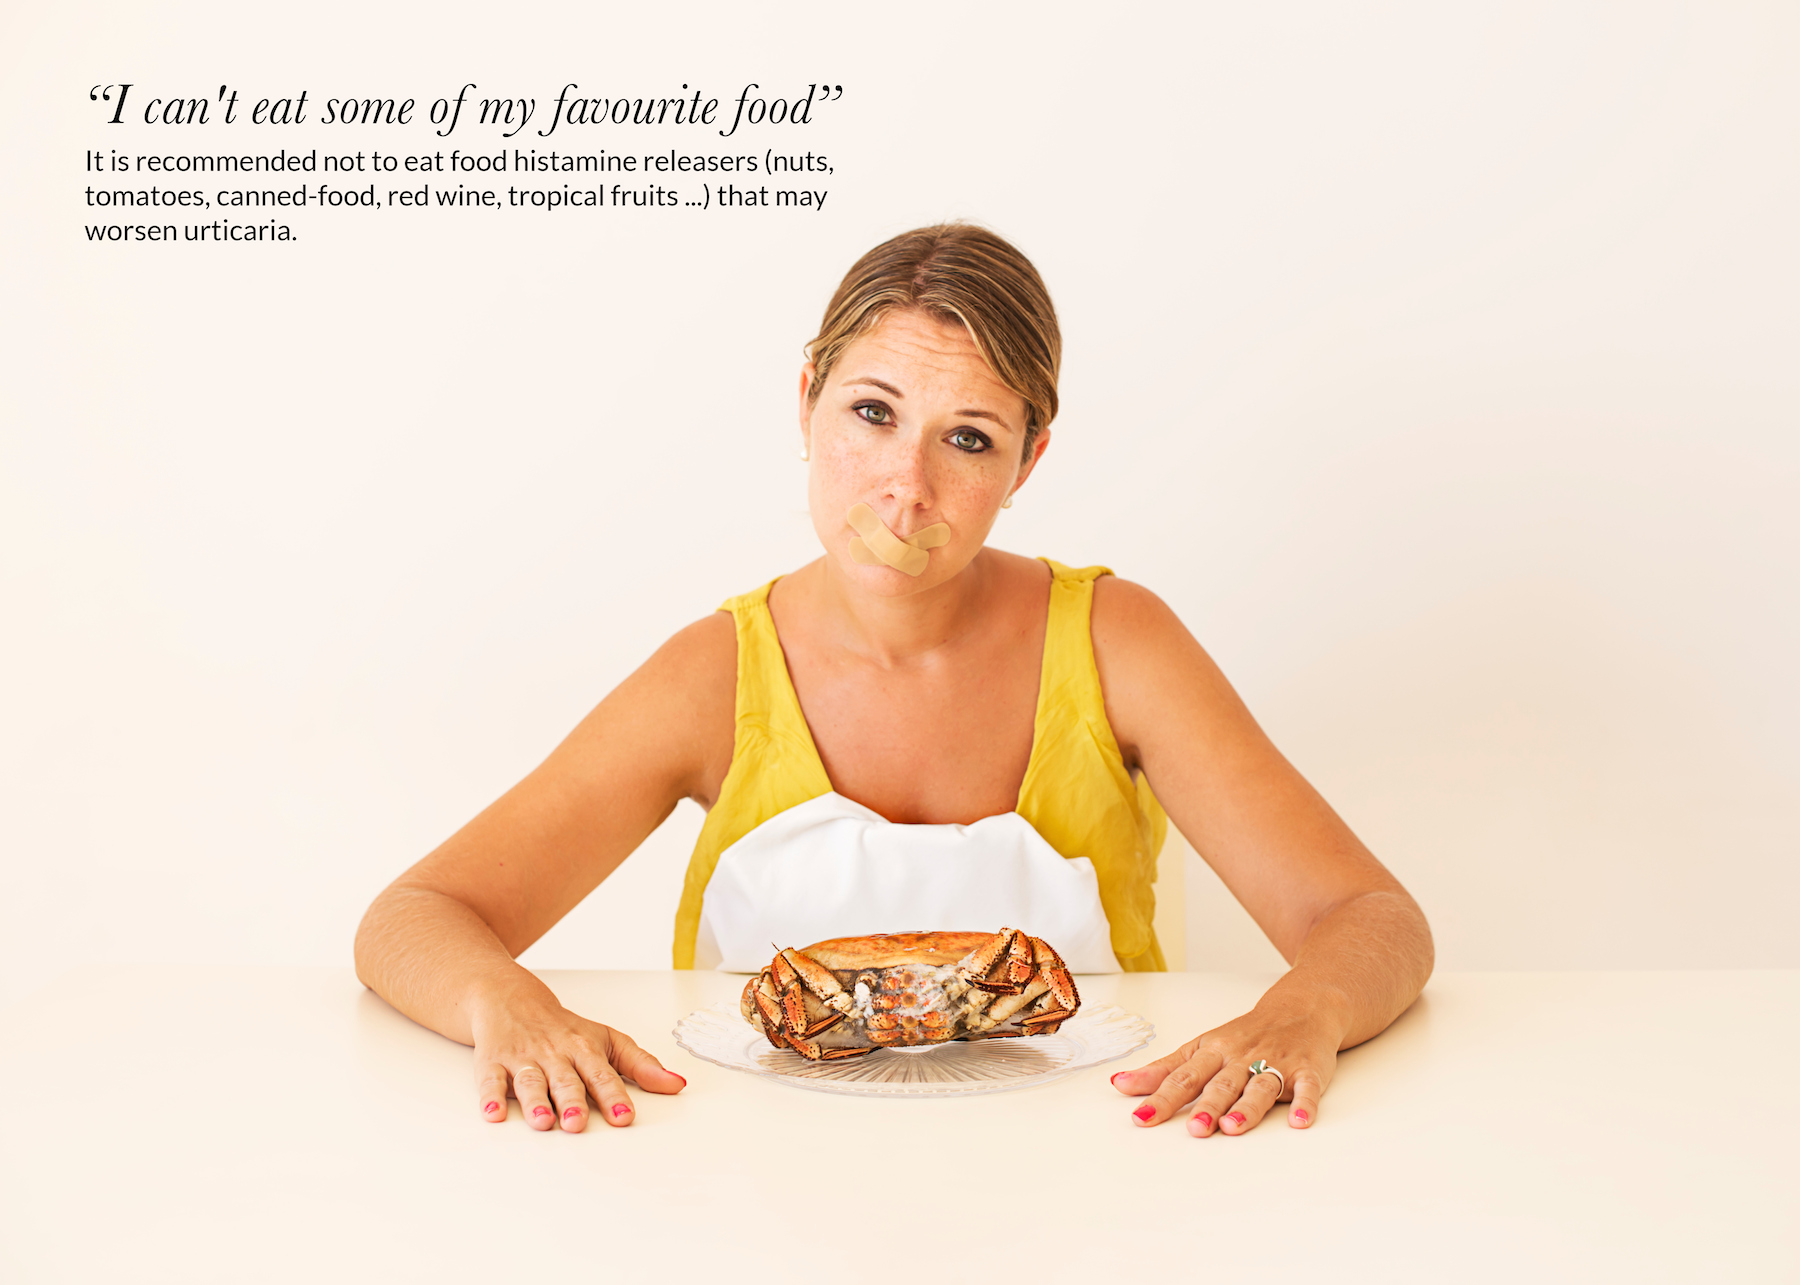 “I can't eat some of my favourite food”
It is recommended not to eat food histamine releasers (nuts,
tomatoes, canned-food, red wine, tropical fruits ...) that may
worsen urticaria.